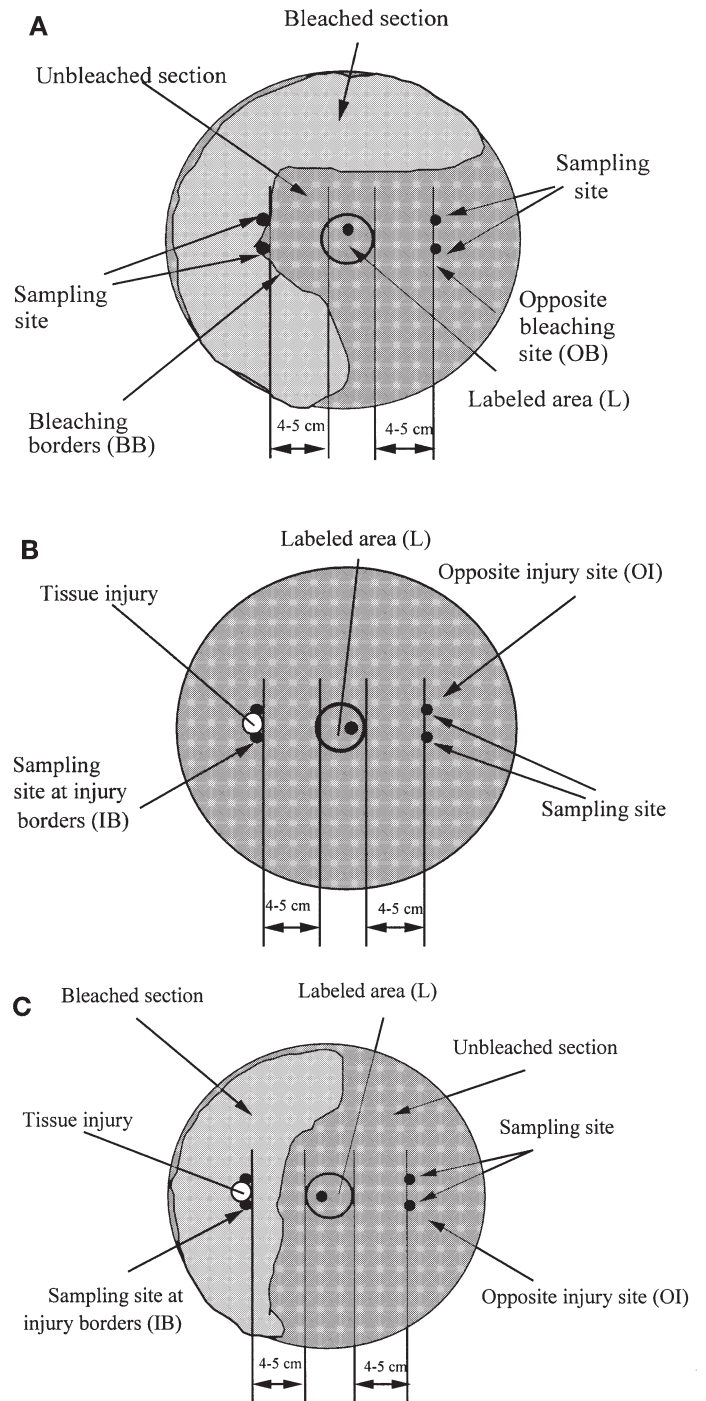 A
Bleached section
Unbleached section
Sampling
site
Sampling
site
Opposite
bleaching
site (OB)
Labeled area (L)
Bleaching
borders (BB)
4-5 cm
4-5 cm
B
Labeled area (L)
Opposite injury site (OI)
Tissue injury
Sampling
site at injury
borders (IB)
Sampling site
4-5 cm
4-5 cm
C
Bleached section
Labeled area (L)
Unbleached section
Tissue injury
Sampling site
Sampling site at
injury borders (IB)
Opposite injury site (OI)
4-5 cm
4-5 cm